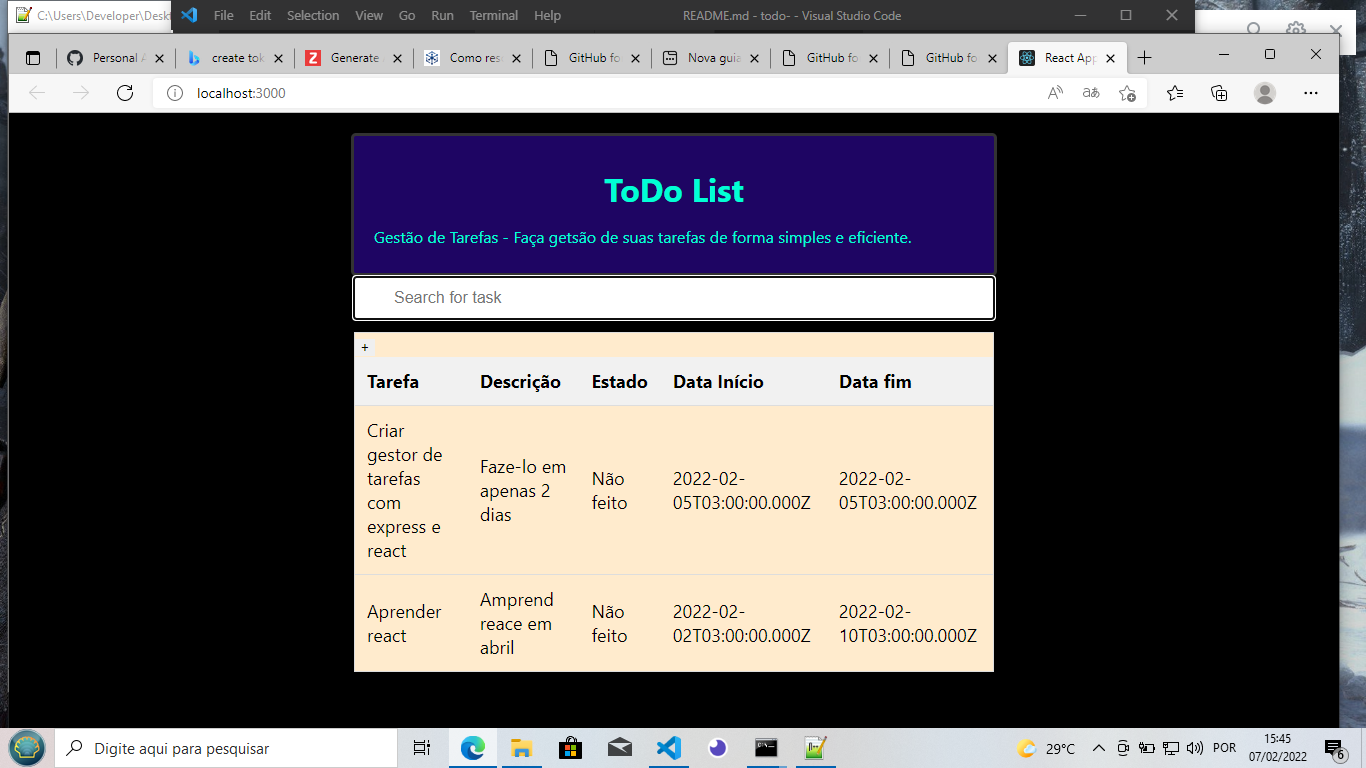 C:\Users\Developer\Desk
File Edit Selection View Go Run Terminal Help
README.md - todo- - Visual Studio Code
Personal A
create tok
Generate
Como res
GitHub fo
Nova guia
GitHub fo
GitHub fo
React App
localhost:3000
ToDo List
Gestão de Tarefas - Faça getsão de suas tarefas de forma simples e eficiente.
Search for task
+
Tarefa Descrição Estado Data Início Data fim
Criar
gestor de
tarefas
com
express e
react
Faze-lo em
apenas 2
dias
Não
feito
2022-02-
05T03:00:00.000Z
2022-02-
05T03:00:00.000Z
Aprender
react
Amprend
reace em
abril
Não
feito
2022-02-
02T03:00:00.000Z
2022-02-
10T03:00:00.000Z
Digite aqui para pesquisar
29°C
POR
15:45
07/02/2022
6